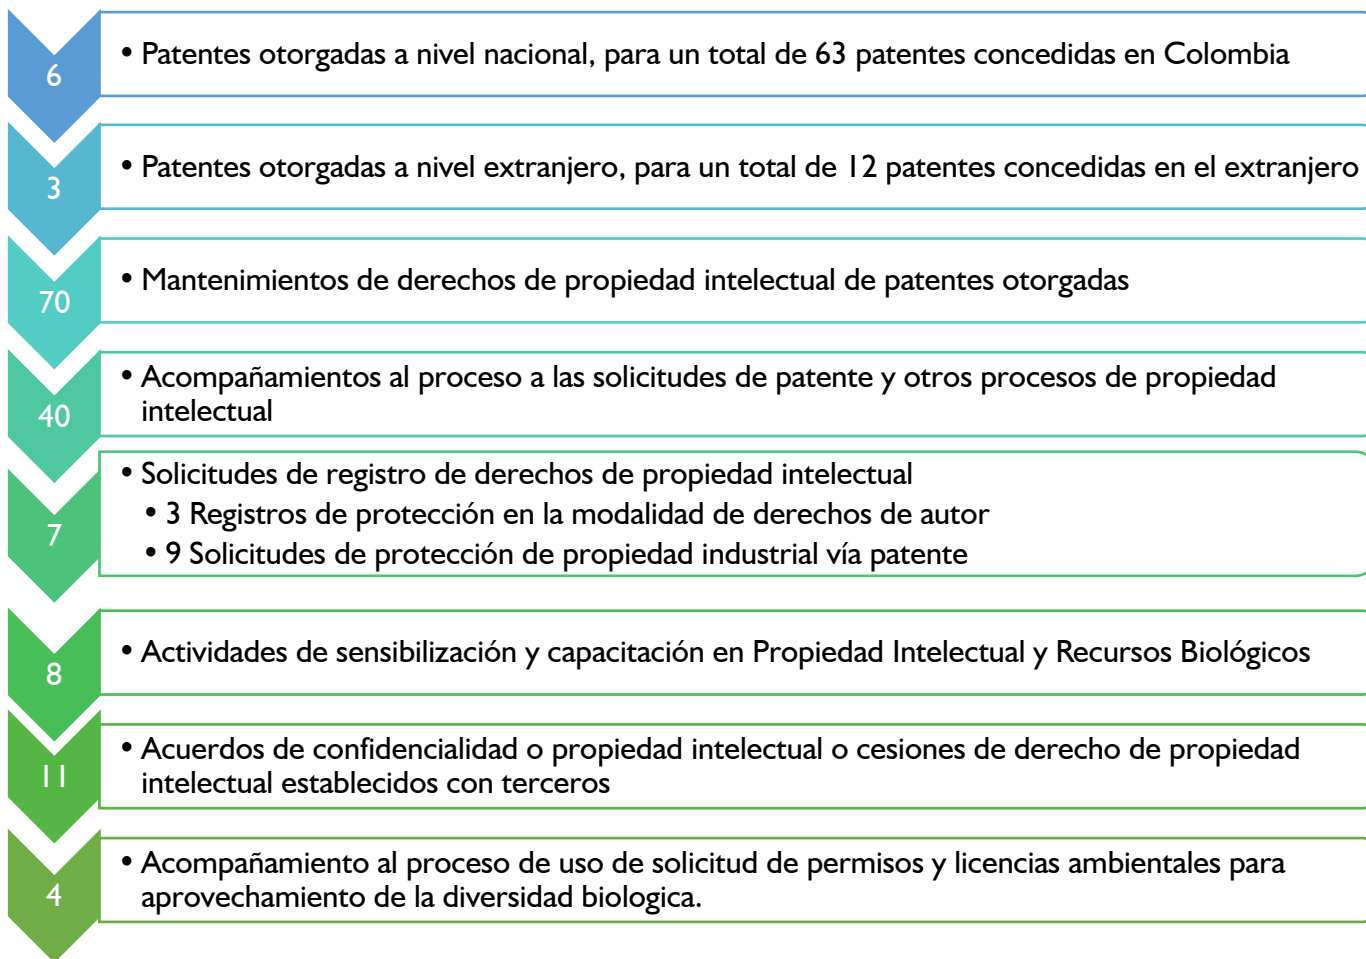 6
• Patentes otorgadas a nivel nacional, para un total de 63 patentes concedidas en Colombia
3
• Patentes otorgadas a nivel extranjero, para un total de 12 patentes concedidas en el extranjero
70
• Mantenimientos de derechos de propiedad intelectual de patentes otorgadas
40
• Acompañamientos al proceso a las solicitudes de patente y otros procesos de propiedad
intelectual
7
• Solicitudes de registro de derechos de propiedad intelectual
• 3 Registros de protección en la modalidad de derechos de autor
• 9 Solicitudes de protección de propiedad industrial vía patente
8
• Actividades de sensibilización y capacitación en Propiedad Intelectual y Recursos Biológicos
11
• Acuerdos de confidencialidad o propiedad intelectual o cesiones de derecho de propiedad
intelectual establecidos con terceros
4
• Acompañamiento al proceso de uso de solicitud de permisos y licencias ambientales para
aprovechamiento de la diversidad biologica.